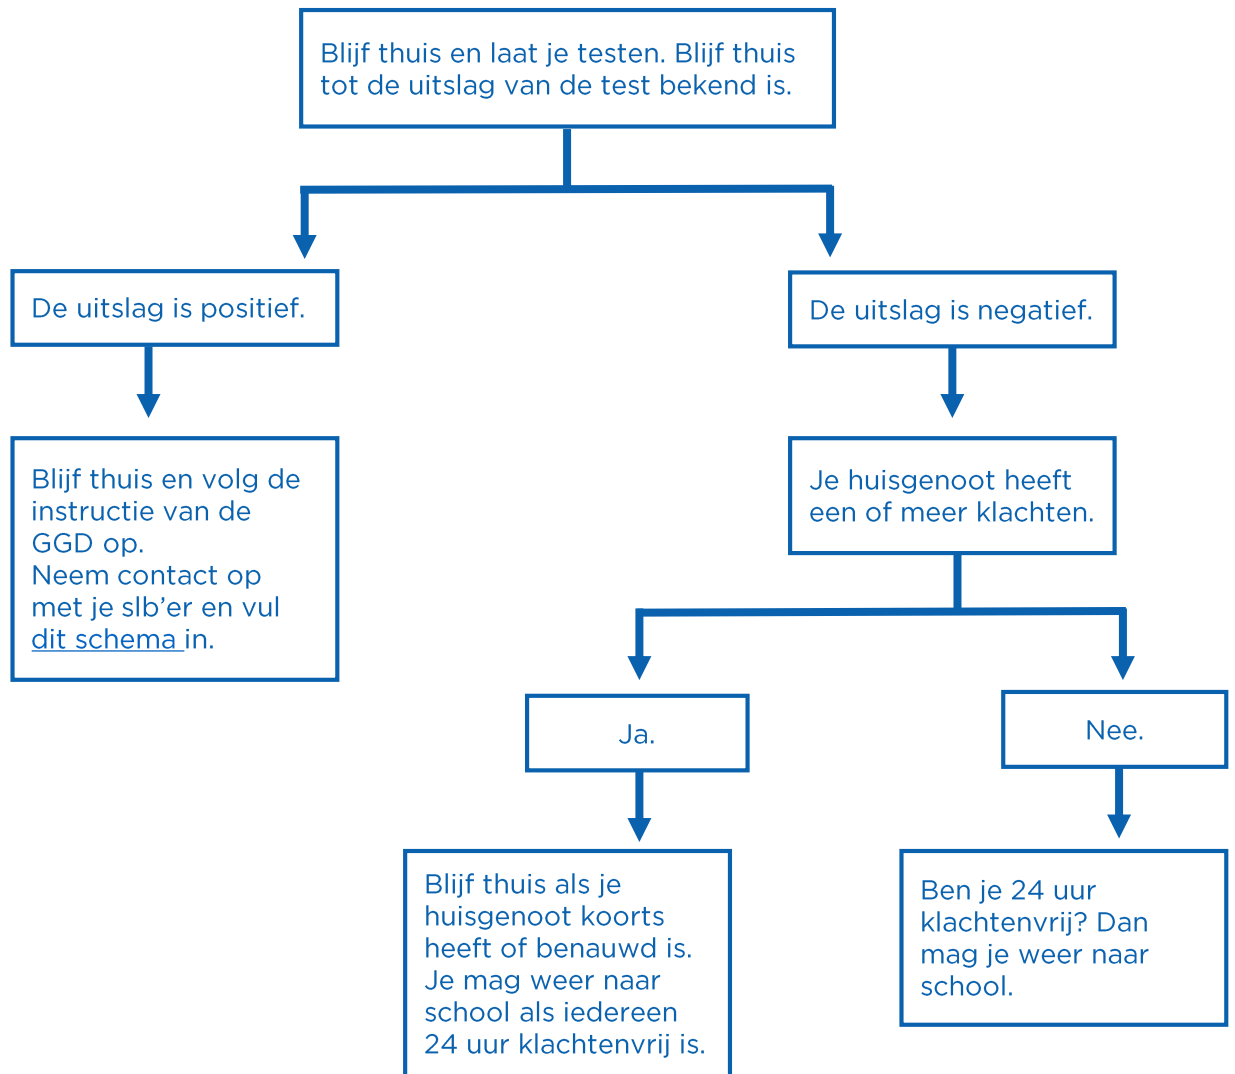 Blijf thuis en laat je testen. Blijf thuis
tot de uitslag van de test bekend is.
De uitslag is positief.
De uitslag is negatief.
Blijf thuis en volg de
instructie van de
GGD op.
Neem contact op
met je slb’er en vul
dit schema in.
Je huisgenoot heeft
een of meer klachten.
Ja.
Nee.
Blijf thuis als je
huisgenoot koorts
heeft of benauwd is.
Je mag weer naar
school als iedereen
24 uur klachtenvrij is.
Ben je 24 uur
klachtenvrij? Dan
mag je weer naar
school.